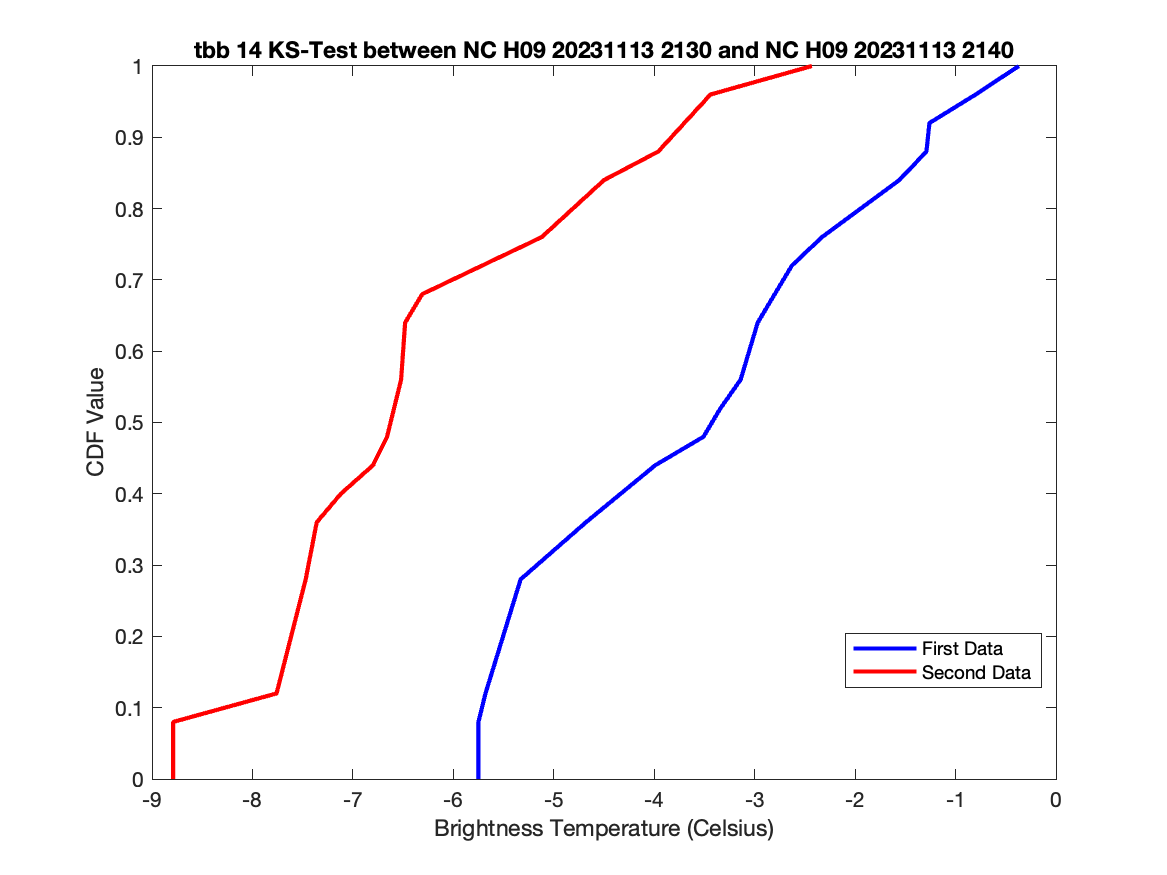 tbb 14 KS-Test between NC H09 20231113 2130 and NC H09 20231113 2140
1
0.9
0.8
0.7
0.6
0.5
0.4
0.3
0.2
0.1
0
CDF Value
First Data
Second Data
-9 -8 -7 -6 -5 -4 -3 -2 -1 0
Brightness Temperature (Celsius)